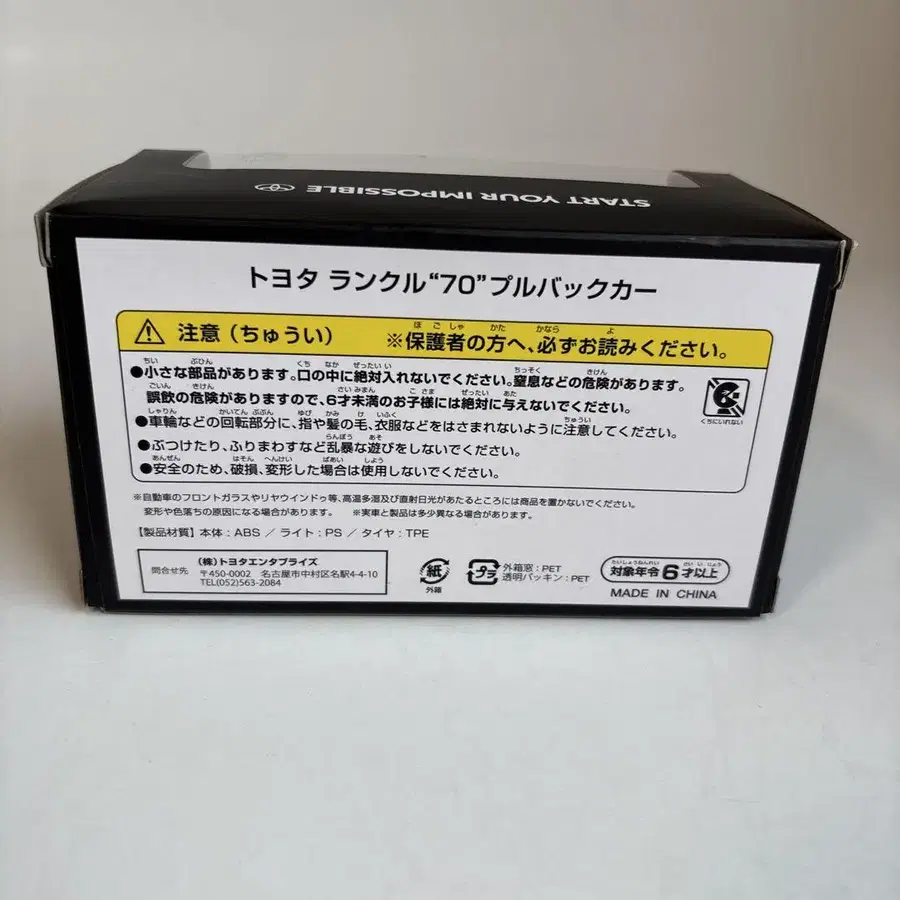 START YOUR IMPOSSIBLE
トヨタ ランクル“70”プルバックカー
注意（ちゅうい） ※保護者の方へ、必ずお読みください。
●小さな部品があります。口の中に絶対入れないでください。窒息などの危険があります。
誤飲の危険がありますので、6才未満のお子様には絶対に与えないでください。
●車輪などの回転部分に、指や髪の毛、衣服などをはさまれないように注意してください。
●ぶつけたり、ふりまわすなど乱暴な遊びをしないでください。
●安全のため、破損、変形した場合は使用しないでください。
くちにいれない
※自動車のフロントガラスやリヤウインドゥ等、高温多湿及び直射日光があたるところには商品を置かないでください。
変形や色落ちの原因になる場合があります。 ※実車と製品は多少異なる場合があります。
【製品材質】本体：ABS ／ ライト：PS ／ タイヤ：TPE
問合せ先
（株）トヨタエンタプライズ
〒450-0002 名古屋市中村区名駅4-4-10
TEL(052)563-2084
紙
外箱
プラ
外箱窓：PET
透明パッキン：PET
対象年令6才以上
MADE IN CHINA